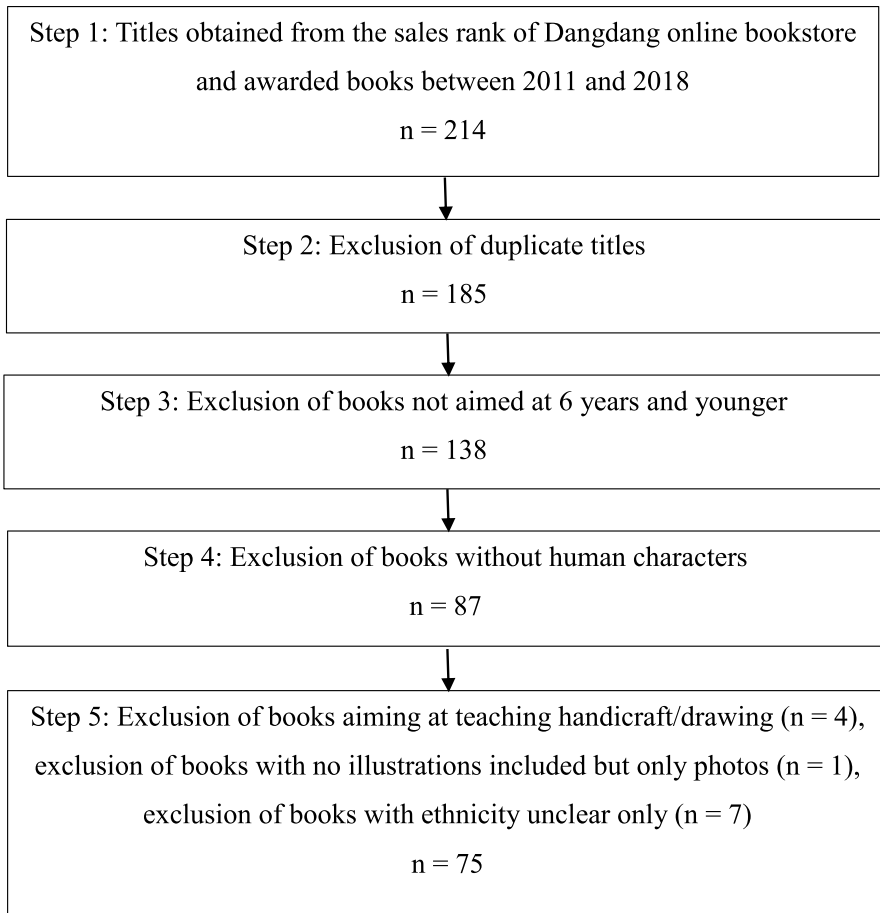 Step 1: Titles obtained from the sales rank of Dangdang online bookstore
and awarded books between 2011 and 2018
n = 214
Step 2: Exclusion of duplicate titles
n = 185
Step 3: Exclusion of books not aimed at 6 years and younger
n = 138
Step 4: Exclusion of books without human characters
n = 87
Step 5: Exclusion of books aiming at teaching handicraft/drawing (n = 4),
exclusion of books with no illustrations included but only photos (n = 1),
exclusion of books with ethnicity unclear only (n = 7)
n = 75